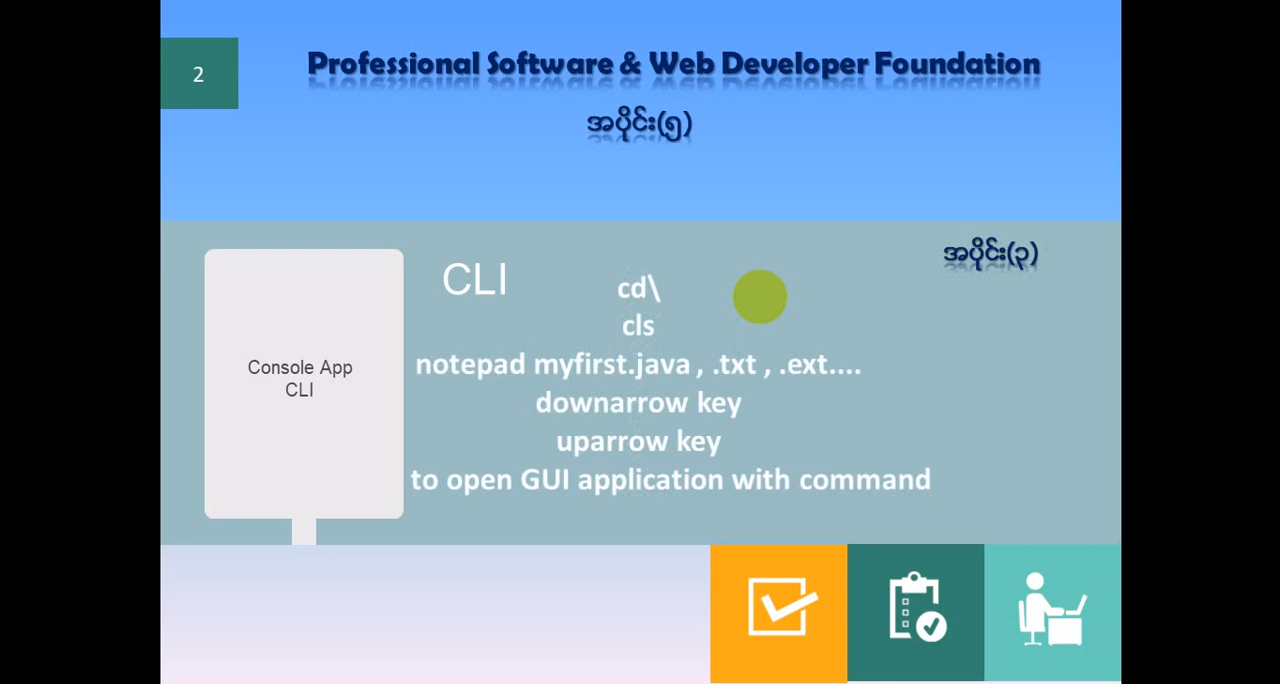 2
Professional Software & Web Developer Foundation
အပိုင်း(၅)
အပိုင်း(၃)
Console App
CLI
CLI
cd\
cls
notepad myfirst.java , .txt , .ext....
downarrow key
uparrow key
to open GUI application with command